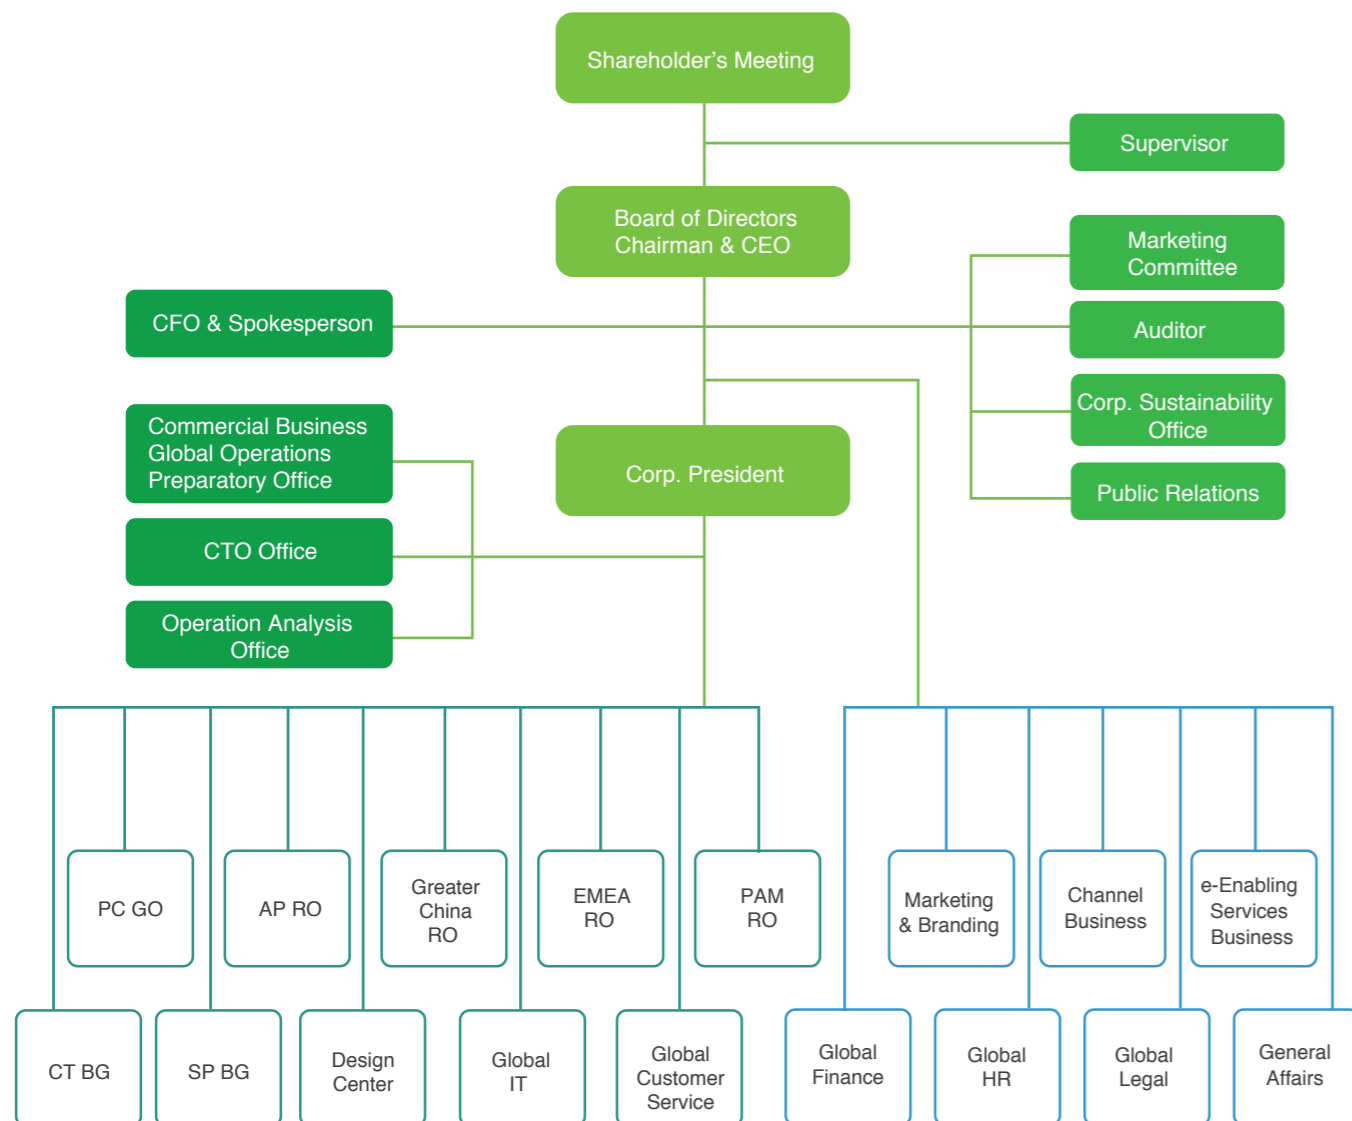 Shareholder's Meeting
Supervisor
Board of Directors
Chairman & CEO
Marketing
Committee
CFO & Spokesperson
Auditor
Corp. Sustainability
Office
Commercial Business
Global Operations
Preparatory Office
Corp. President
Public Relations
CTO Office
Operation Analysis
Office
PC GO
AP RO
Greater
China
RO
EMEA
RO
PAM
RO
Marketing
& Branding
Channel
Business
e-Enabling
Services
Business
CT BG
SP BG
Design
Center
Global
IT
Global
Customer
Service
Global
Finance
Global
HR
Global
Legal
General
Affairs